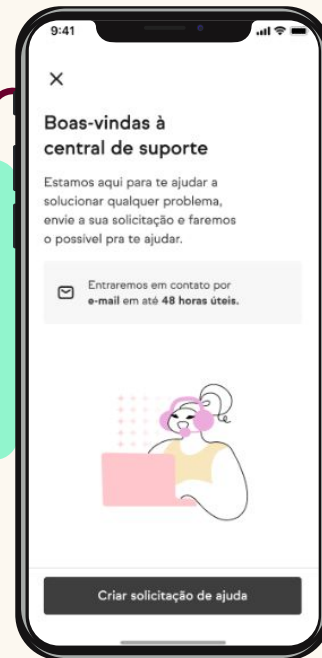 9:41
Boas-vindas à
central de suporte
Estamos aqui para te ajudar a
solucionar qualquer problema,
envie a sua solicitação e faremos
o possível pra te ajudar.
Entraremos em contato por
e-mail em até 48 horas úteis.
Criar solicitação de ajuda